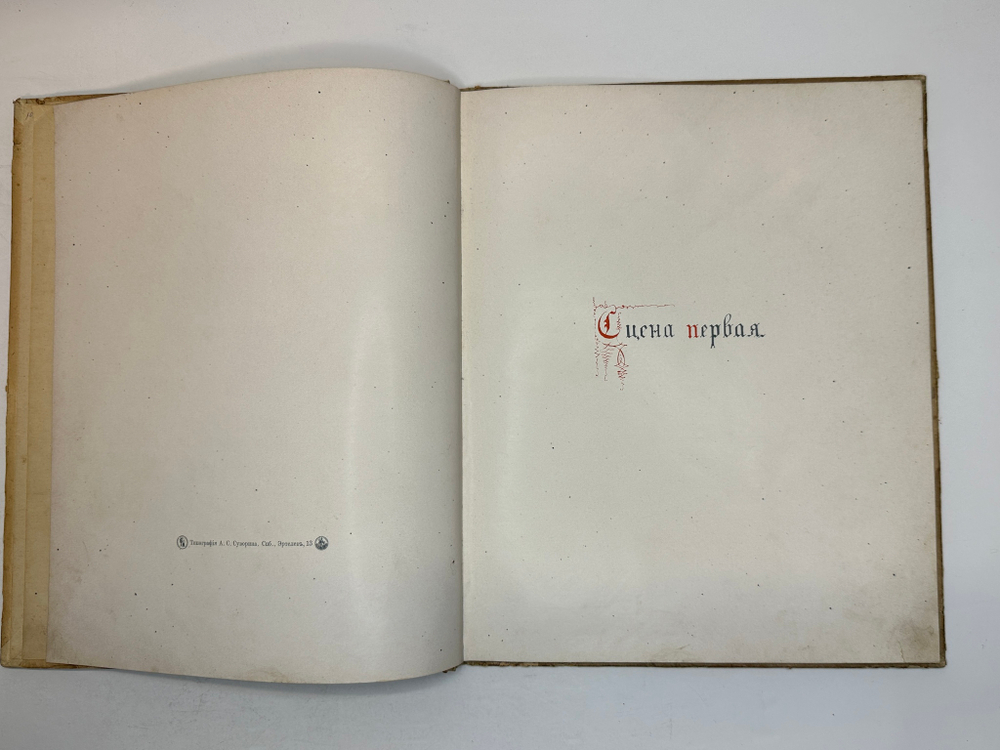 Типографія А. С. Суворина. Спб., Эртелевъ, 13
Сцена первая.